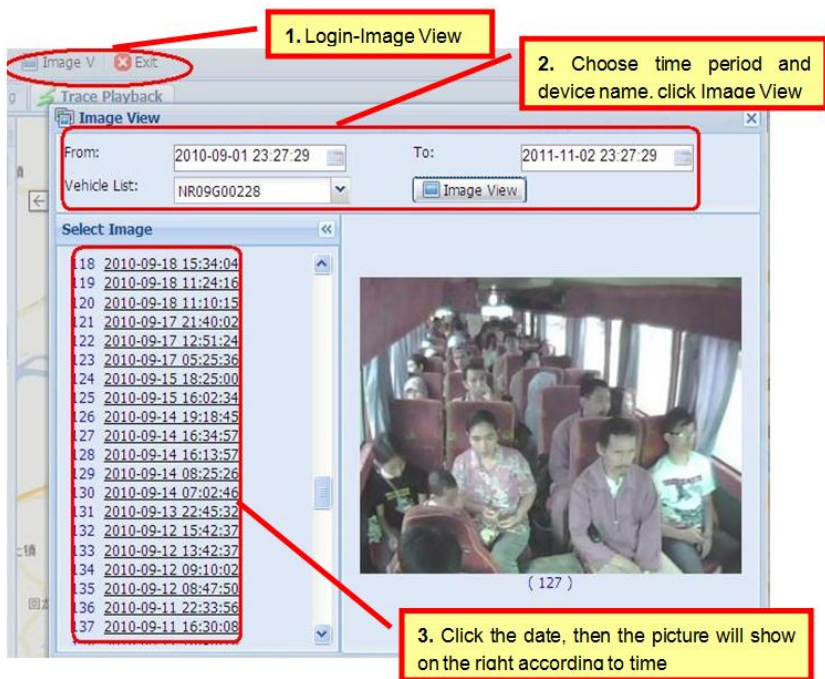 1. Login-Image View
Image V Exit
2. Choose time period and
device name, click Image View
Trace Playback
Image View
From: 2010-09-01 23:27:29 To: 2011-11-02 23:27:29
Vehicle List: NR09G00228 Image View
Select Image
118 2010-09-18 15:34:04
119 2010-09-18 11:24:16
120 2010-09-18 11:10:15
121 2010-09-17 21:40:02
122 2010-09-17 12:51:24
123 2010-09-17 05:25:36
124 2010-09-15 18:25:00
125 2010-09-15 16:02:34
126 2010-09-14 19:18:45
127 2010-09-14 16:34:57
128 2010-09-14 16:13:57
129 2010-09-14 08:25:26
130 2010-09-14 07:02:46
131 2010-09-13 22:45:32
132 2010-09-12 15:42:37
133 2010-09-12 13:42:37
134 2010-09-12 09:10:02
135 2010-09-12 08:47:50
136 2010-09-11 22:33:56
137 2010-09-11 16:30:08
( 127 )
3. Click the date, then the picture will show
on the right according to time